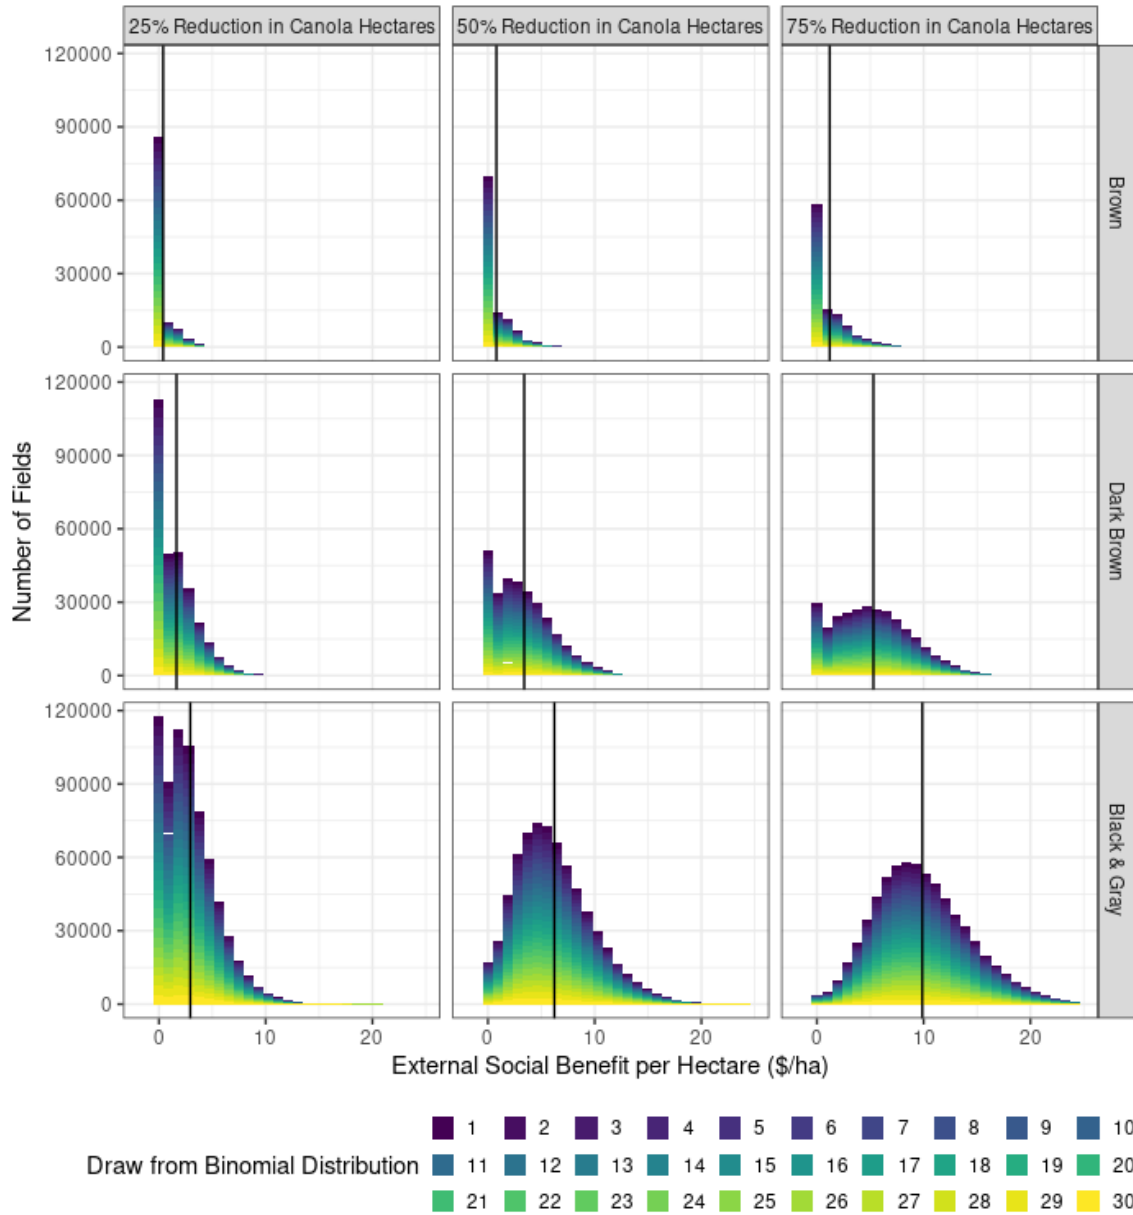 25% Reduction in Canola Hectares 50% Reduction in Canola Hectares 75% Reduction in Canola Hectares
120000
90000
60000
30000
0
Brown
120000
90000
60000
30000
0
Dark Brown
120000
90000
60000
30000
0
Black & Gray
Number of Fields
0 10 20 0 10 20 0 10 20
External Social Benefit per Hectare ($/ha)
1 2 3 4 5 6 7 8 9 10
Draw from Binomial Distribution 11 12 13 14 15 16 17 18 19 20
21 22 23 24 25 26 27 28 29 30